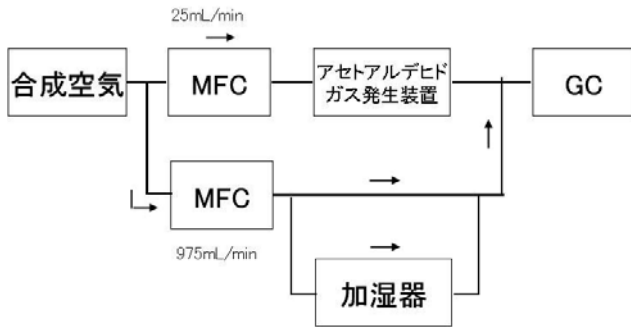 25mL/min
合成空気
MFC
アセトアルデヒド
ガス発生装置
GC
MFC
975mL/min
加湿器